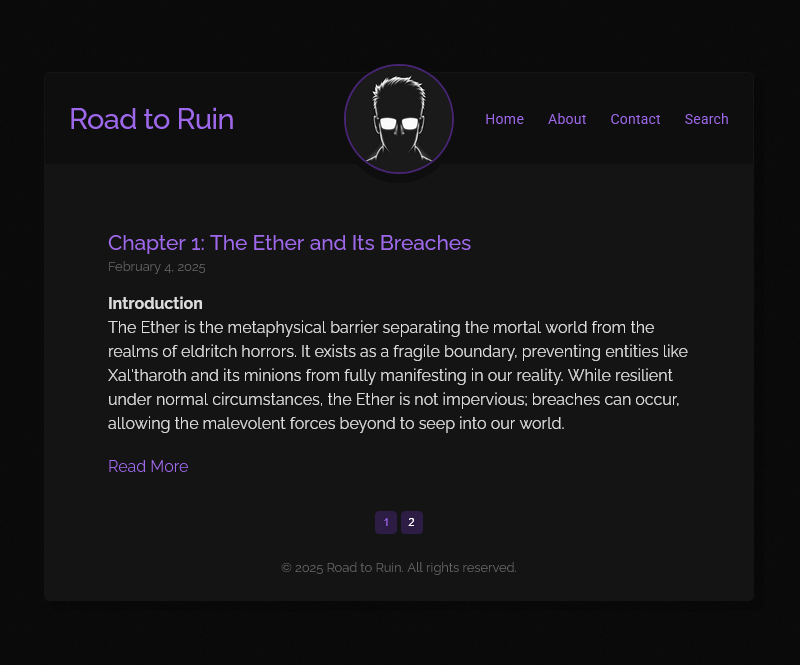 Road to Ruin
Home About Contact Search
Chapter 1: The Ether and Its Breaches
February 4, 2025
Introduction
The Ether is the metaphysical barrier separating the mortal world from the
realms of eldritch horrors. It exists as a fragile boundary, preventing entities like
Xal'tharoth and its minions from fully manifesting in our reality. While resilient
under normal circumstances, the Ether is not impervious; breaches can occur,
allowing the malevolent forces beyond to seep into our world.
Read More
1 2
© 2025 Road to Ruin. All rights reserved.